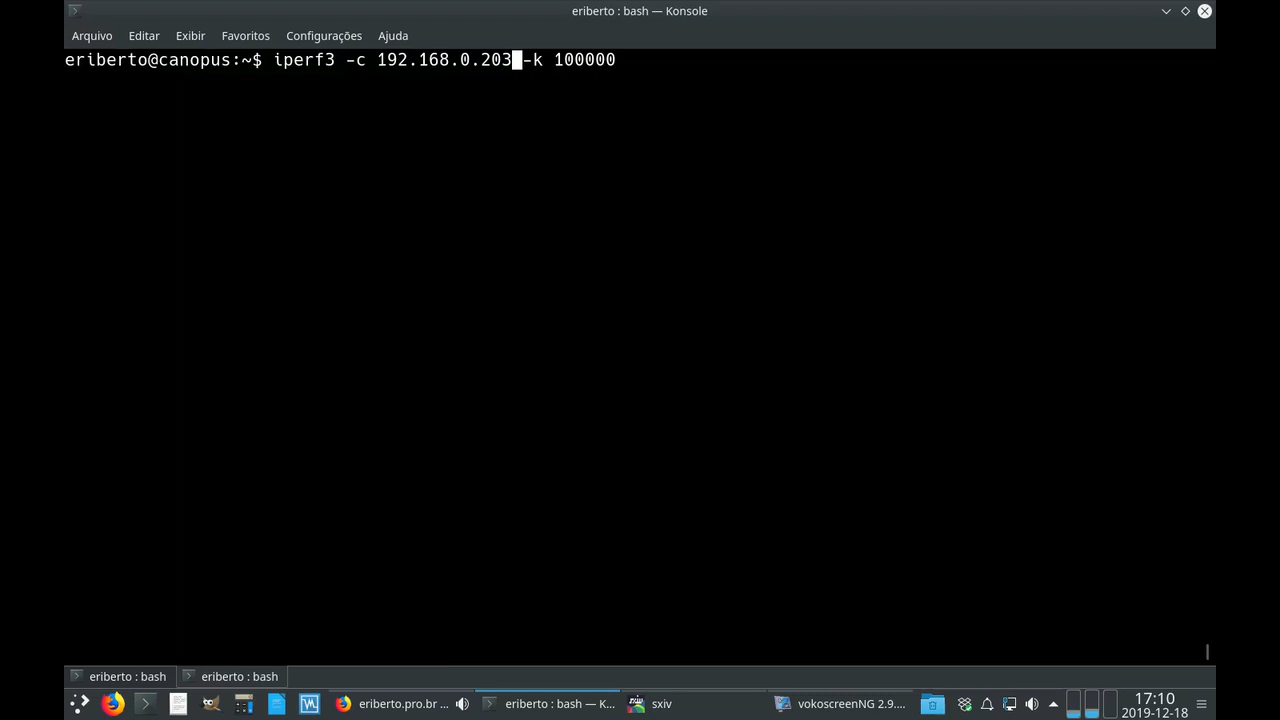 eriberto : bash — Konsole
Arquivo Editar Exibir Favoritos Configurações Ajuda
eriberto@canopus:~$ iperf3 -c 192.168.0.203 -k 100000
eriberto : bash eriberto : bash
eriberto.pro.br ... eriberto : bash — K... sxiv vokoscreenNG 2.9.... 17:10
2019-12-18